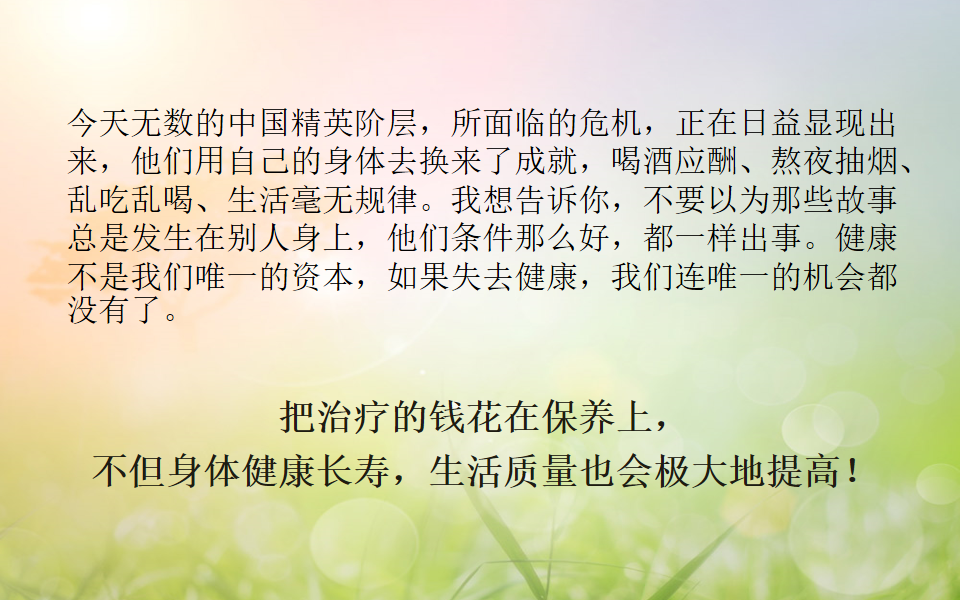 今天无数的中国精英阶层，所面临的危机，正在日益显现出
来，他们用自己的身体去换来了成就，喝酒应酬、熬夜抽烟、
乱吃乱喝、生活毫无规律。我想告诉你，不要以为那些故事
总是发生在别人身上，他们条件那么好，都一样出事。健康
不是我们唯一的资本，如果失去健康，我们连唯一的机会都
没有了。
把治疗的钱花在保养上，
不但身体健康长寿，生活质量也会极大地提高！